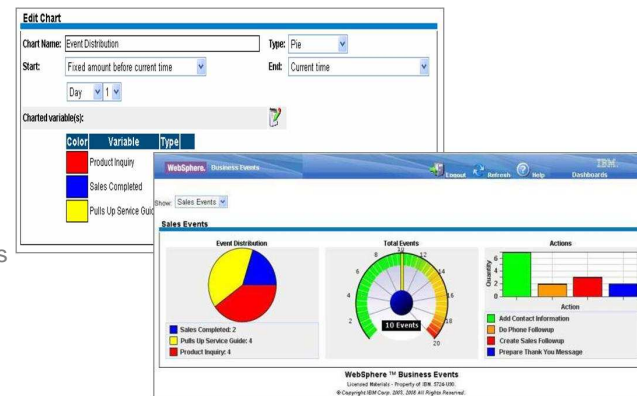 Edit Chart
Chart Name: Event Distribution Type: Pie
Start: Fixed amount before current time End: Current time
Day 1
Charted variable(s):
Color Variable Type
Product Inquiry
Sales Completed
Pulls Up Service Guid
s
WebSphere. Business Events Logout Refresh Help IBM.
Dashboards
Show: Sales Events
Sales Events
Event Distribution Total Events Actions
2 4 6 8 10 12 14 16 18 20
10 Events
Quantity
6
4
2
0
Action
Sales Completed: 2
Pulls Up Service Guide: 4
Product Inquiry: 4
Add Contact Information
Do Phone Followup
Create Sales Followup
Prepare Thank You Message
WebSphere ™ Business Events
Licensed Materials - Property of IBM. 5724-U90.
© Copyright IBM Corp. 2005, 2008 All Rights Reserved.